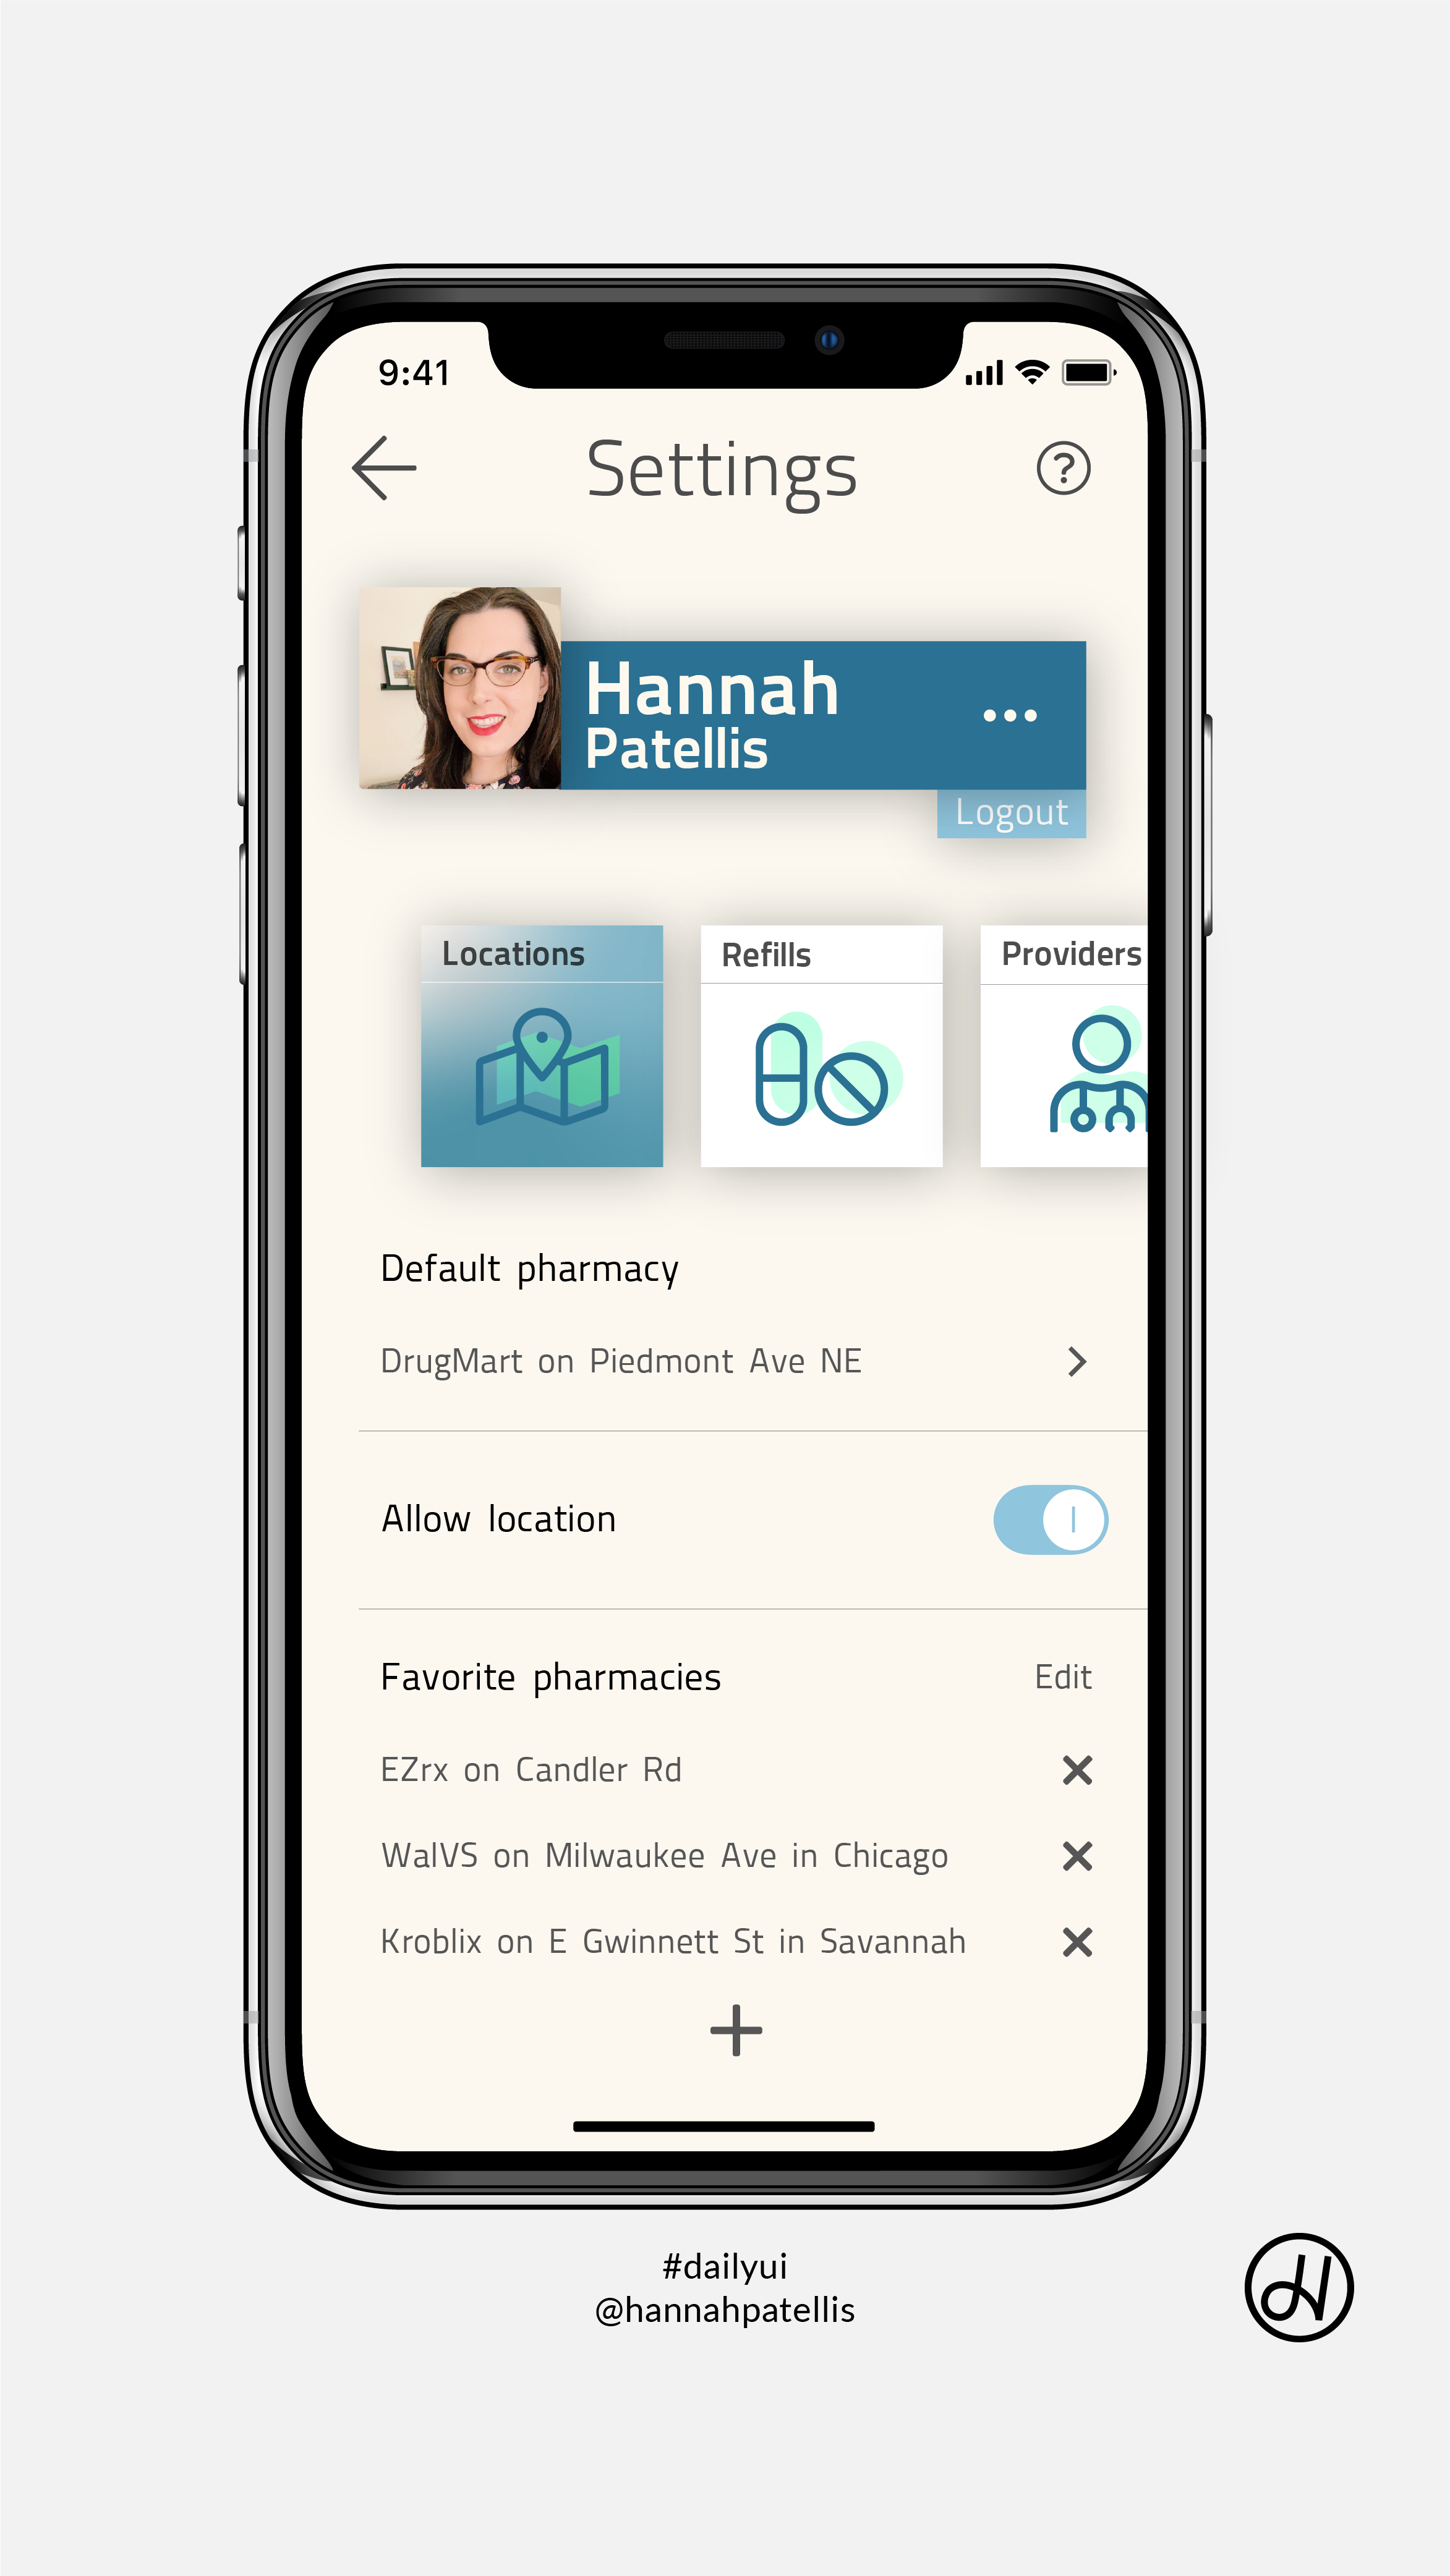 9:41
Settings
Hannah
Patellis
Logout
Locations
Refills
Providers
Default pharmacy
DrugMart on Piedmont Ave NE
Allow location
Favorite pharmacies
Edit
EZrx on Candler Rd
WalVS on Milwaukee Ave in Chicago
Kroblix on E Gwinnett St in Savannah
#dailyui
@hannahpatellis